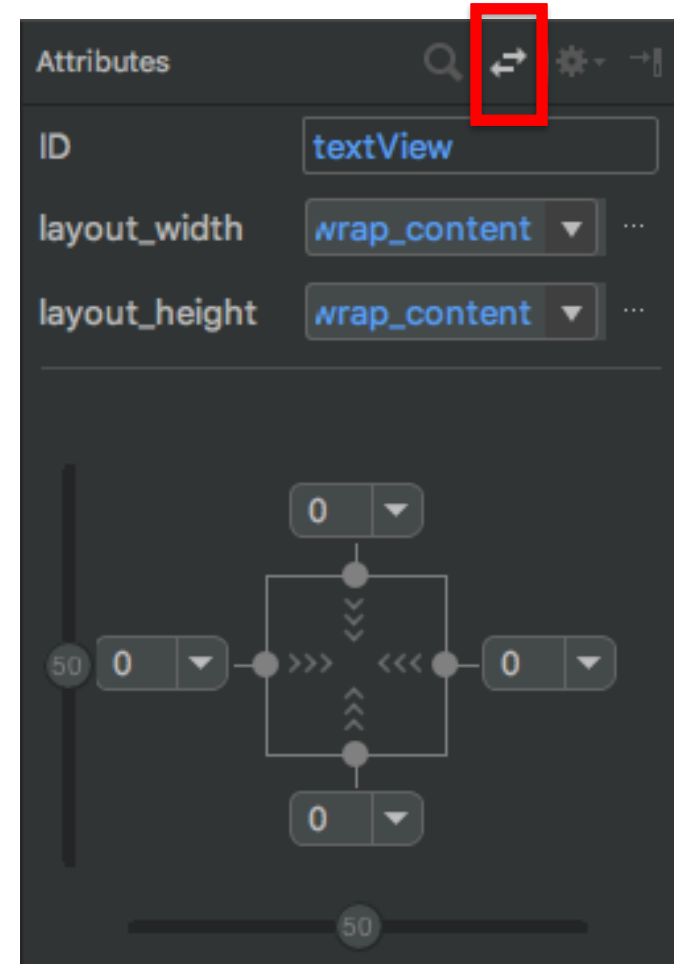 Attributes
ID textView
layout_width wrap_content ...
layout_height wrap_content ...
0
50 0 >>> <<< 0
0
50